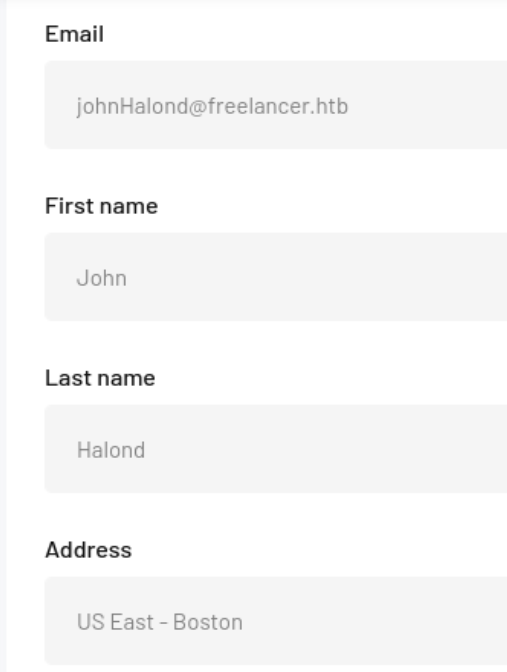 Email
johnHalond@freelancer.htb
First name
John
Last name
Halond
Address
US East - Boston